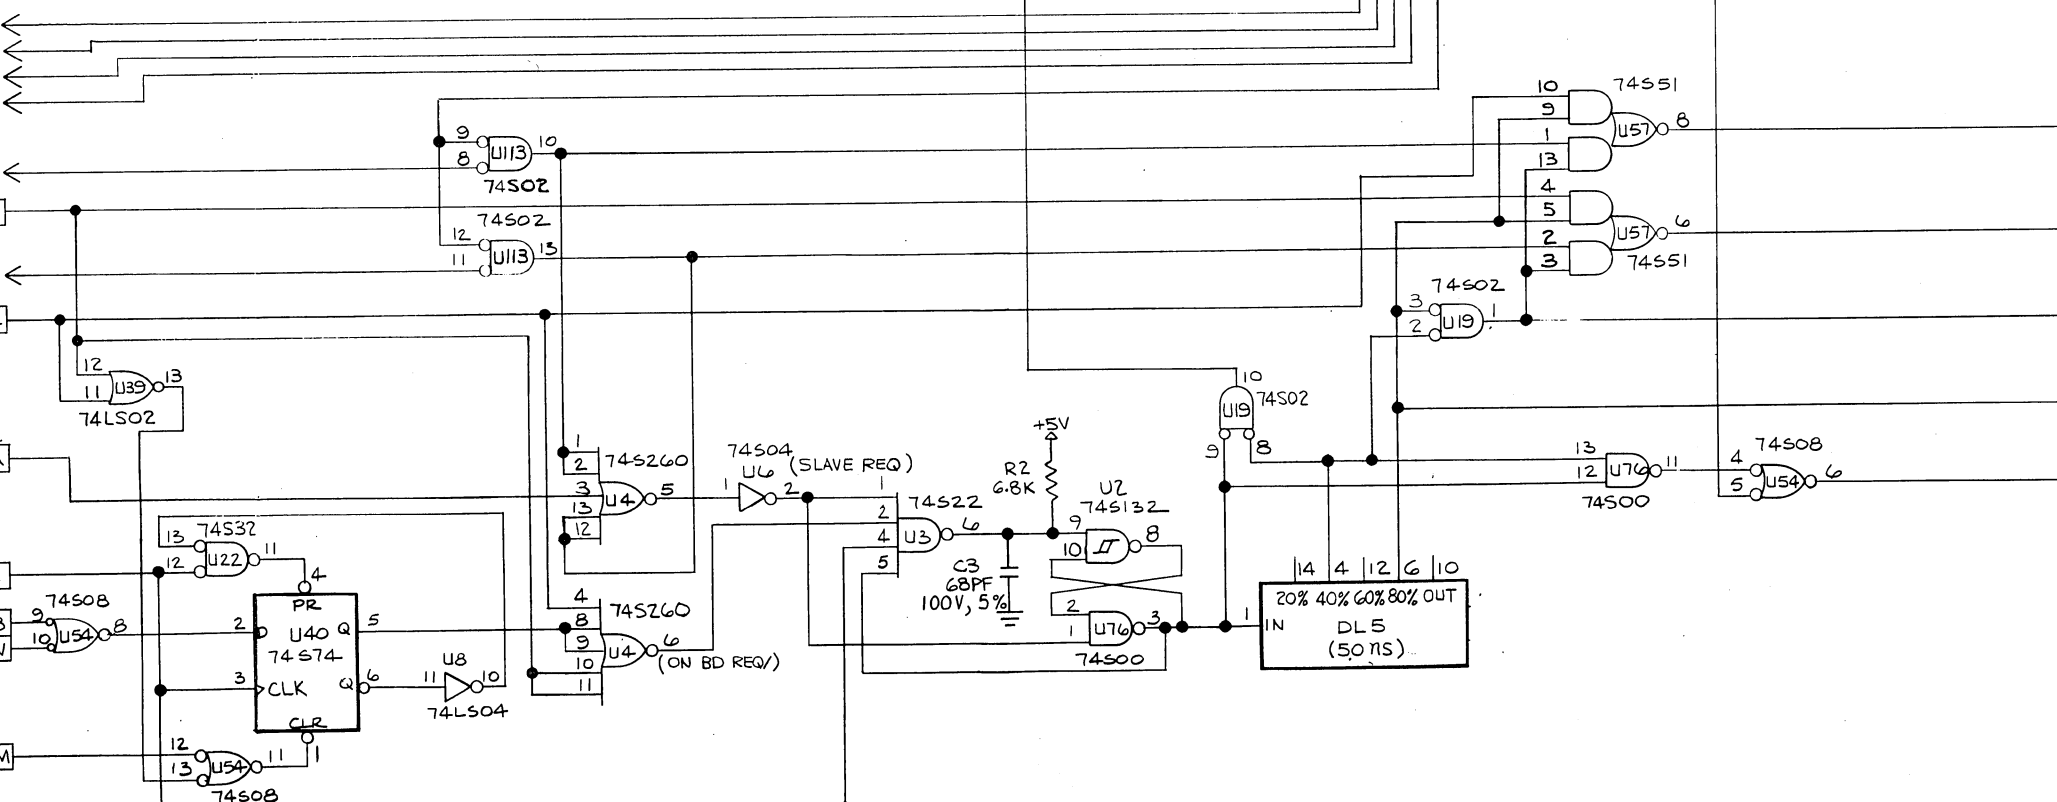 74S51
10
9
U57
8
1
13
9
U113
10
8
74S02
4
5
U57
6
2
3
74S51
74S02
12
U113
13
11
74S02
3
U19
1
2
12
U39
13
11
74LS02
10
74S02
U19
9
8
+5V
R2
6.8K
U2
74S132
9
10
8
1
2
74S260
3
U4
5
13
12
74S04
U6
(SLAVE REQ)
1
2
1
74S22
2
U3
6
4
5
C3
68PF
100V, 5%
13
U76
11
12
74S00
74S08
4
U54
6
5
74S32
13
U22
11
12
4
74S08
9
U54
8
10
PR
2
D
U40
Q
5
74S74
3
CLK
Q
6
CLR
1
U8
11
10
74LS04
4
74S260
8
9
U4
6
10
(ON BD REQ/)
11
2
U76
3
1
74S00
14
4
12
6
10
20% 40% 60% 80% OUT
1
IN
DL5
(50 ns)
M
12
U54
11
13
74S08